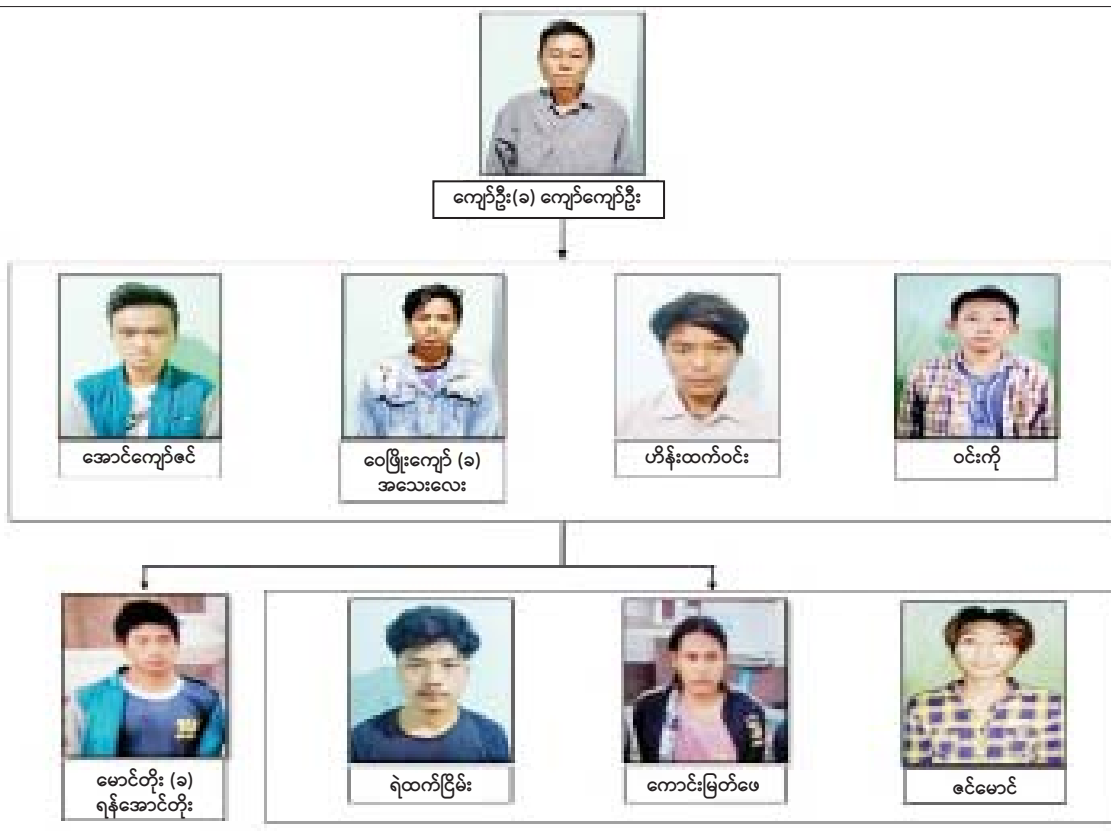 ကျော်ဦး(ခ) ကျော်ကျော်ဦး
အောင်ကျော်ဇင်
ဝေဖြိုးကျော် (ခ)
အသေးလေး
ဟိန်းထက်ဝင်း
ဝင်းကို
မောင်တိုး (ခ)
ရန်အောင်တိုး
ရဲထက်ငြိမ်း
ကောင်းမြတ်ဖေ
ဇင်မောင်